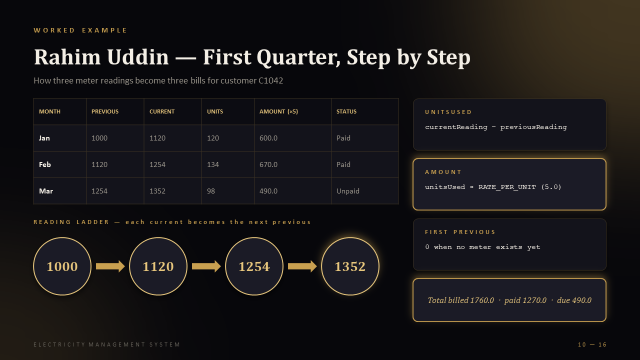 WORKED EXAMPLE
Rahim Uddin — First Quarter, Step by Step
How three meter readings become three bills for customer C1042
MONTH PREVIOUS CURRENT UNITS AMOUNT (×5) STATUS
Jan 1000 1120 120 600.0 Paid
Feb 1120 1254 134 670.0 Paid
Mar 1254 1352 98 490.0 Unpaid
READING LADDER — each current becomes the next previous
1000 1120 1254 1352
UNITSUSED
currentReading − previousReading
AMOUNT
unitsUsed × RATE_PER_UNIT (5.0)
FIRST PREVIOUS
0 when no meter exists yet
Total billed 1760.0 · paid 1270.0 · due 490.0
ELECTRICITY MANAGEMENT SYSTEM
10 — 16